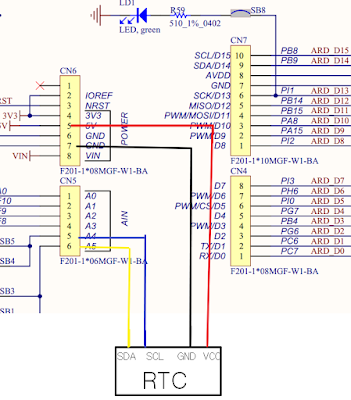 LD1
LED, green
R59
510_1%_0402
SB8
CN6
1
2
3
4
5
6
7
8
IOREF
NRST
3V3
5V
GND
GND
VIN
POWER
RST
3V3
5V
VIN
F201-1*08MGF-W1-BA
CN5
1
2
3
4
5
6
A0
A1
A2
A3
A4
A5
AIN
A0
F10
F9
F8
SB5
SB4
SB3
SB1
F201-1*06MGF-W1-BA
CN7
SCL/D15 10 PB8 ARD_D15
SDA/D14 9 PB9 ARD_D14
AVDD 8
GND 7
SCK/D13 6 PI1 ARD_D13
MISO/D12 5 PB14 ARD_D12
PWM/MOSI/D11 4 PB15 ARD_D11
PWM/D10 3 PA8 ARD_D10
PWM/D9 2 PA15 ARD_D9
D8 1 PI2 ARD_D8
F201-1*10MGF-W1-BA
CN4
D7 8 PI3 ARD_D7
PWM/D6 7 PH6 ARD_D6
PWM/CS/D5 6 PI0 ARD_D5
D4 5 PG7 ARD_D4
PWM/D3 4 PB4 ARD_D3
D2 3 PG6 ARD_D2
TX/D1 2 PC6 ARD_D1
RX/D0 1 PC7 ARD_D0
F201-1*08MGF-W1-BA
SDA SCL GND VCC
RTC